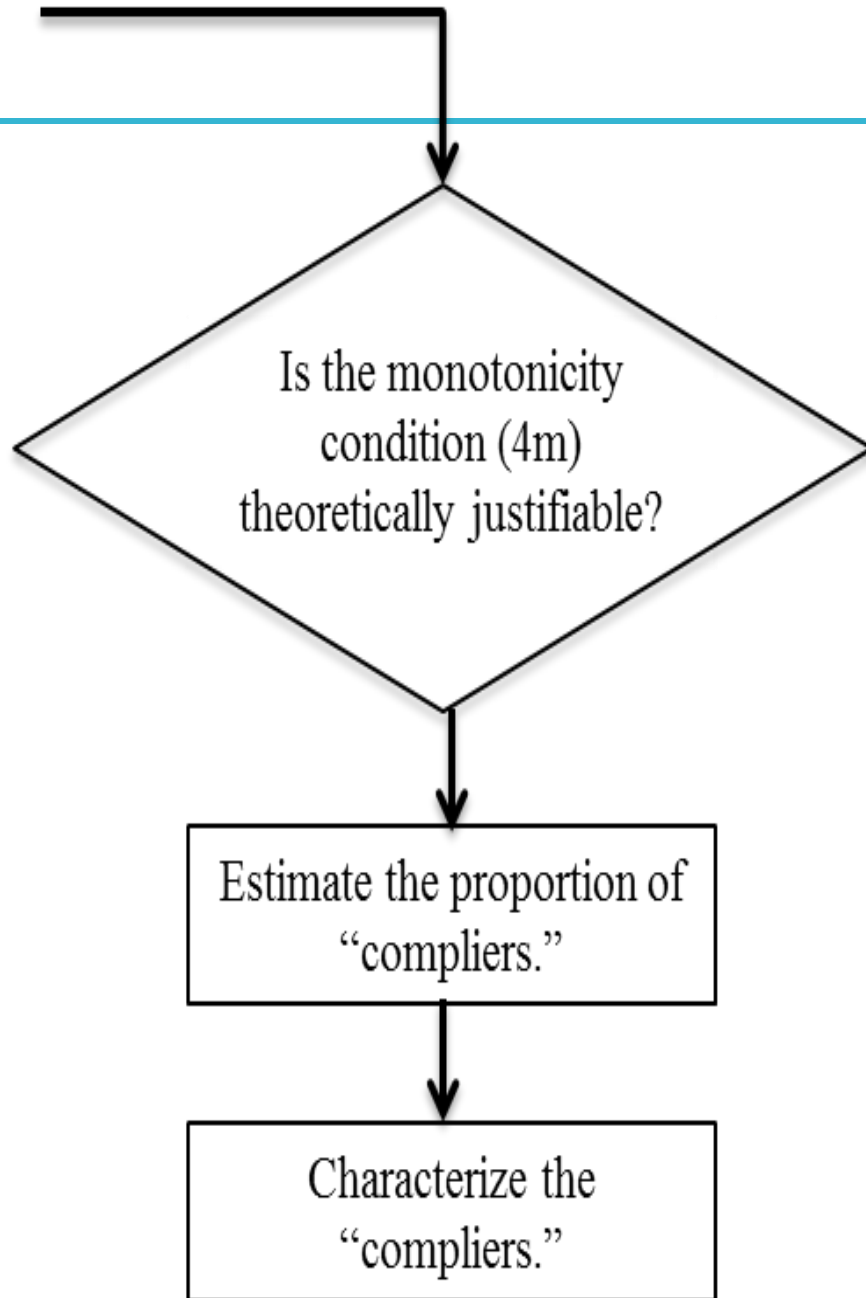 Is the monotonicity
condition (4m)
theoretically justifiable?
Estimate the proportion of
“compliers.”
Characterize the
“compliers.”